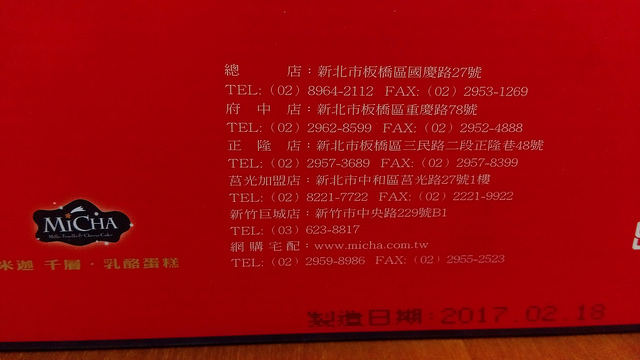 總 店：新北市板橋區國慶路27號
TEL: (02) 8964-2112 FAX: (02) 2953-1269
府 中 店：新北市板橋區重慶路78號
TEL: (02) 2962-8599 FAX: (02) 2952-4888
正 隆 店：新北市板橋區三民路二段正隆巷48號
TEL: (02) 2957-3689 FAX: (02) 2957-8399
莒光加盟店：新北市中和區莒光路27號1樓
TEL: (02) 8221-7722 FAX: (02) 2221-9922
新竹巨城店：新竹市中央路229號B1
TEL: (03) 623-8817
網 購 宅 配：www.micha.com.tw
TEL: (02) 2959-8986 FAX: (02) 2955-2523
MICHA
米迦 千層・乳酪蛋糕
製造日期:2017.02.18